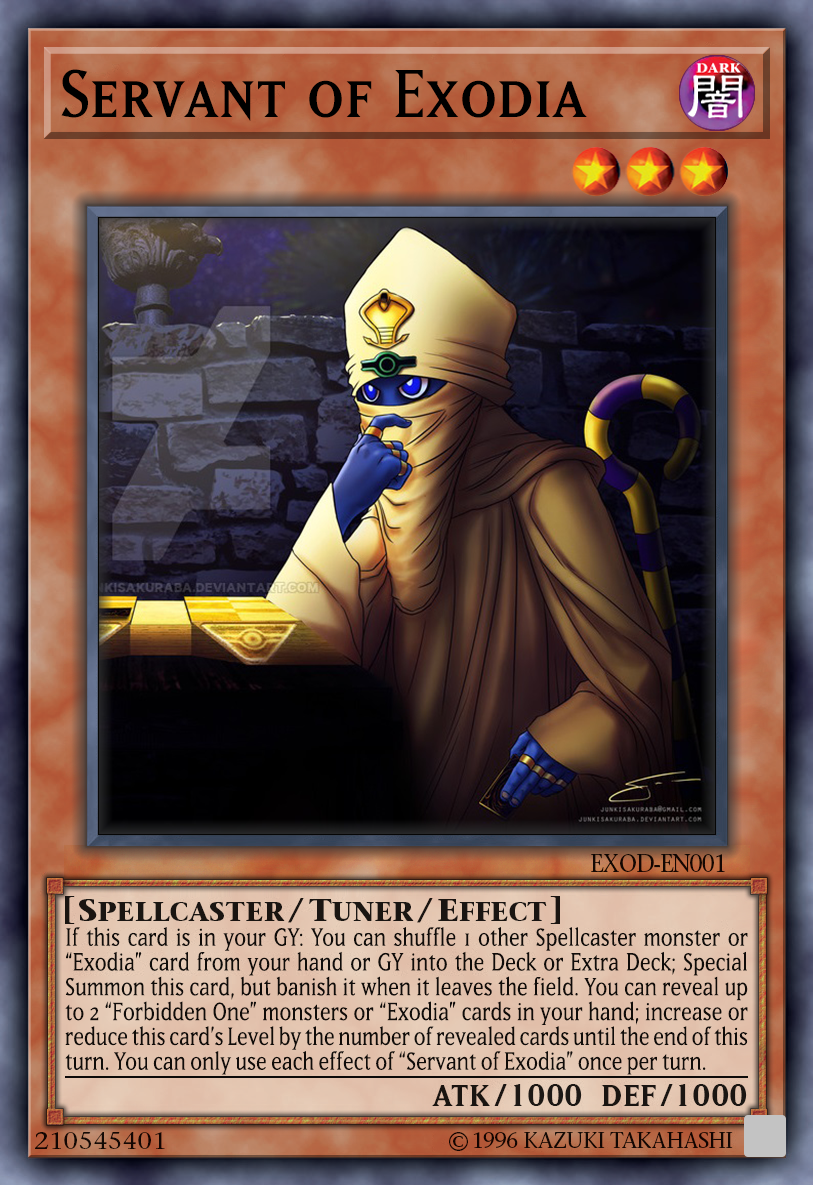 Servant of Exodia
DARK
闇
KISAKURABA.DEVIANTART.COM
JUNKISAKURABA@GMAIL.COM
JUNKISAKURABA.DEVIANTART.COM
EXOD-EN001
[Spellcaster/Tuner/Effect]
If this card is in your GY: You can shuffle 1 other Spellcaster monster or
“Exodia” card from your hand or GY into the Deck or Extra Deck; Special
Summon this card, but banish it when it leaves the field. You can reveal up
to 2 “Forbidden One” monsters or “Exodia” cards in your hand; increase or
reduce this card’s Level by the number of revealed cards until the end of this
turn. You can only use each effect of “Servant of Exodia” once per turn.
ATK/1000 DEF/1000
210545401
© 1996 KAZUKI TAKAHASHI